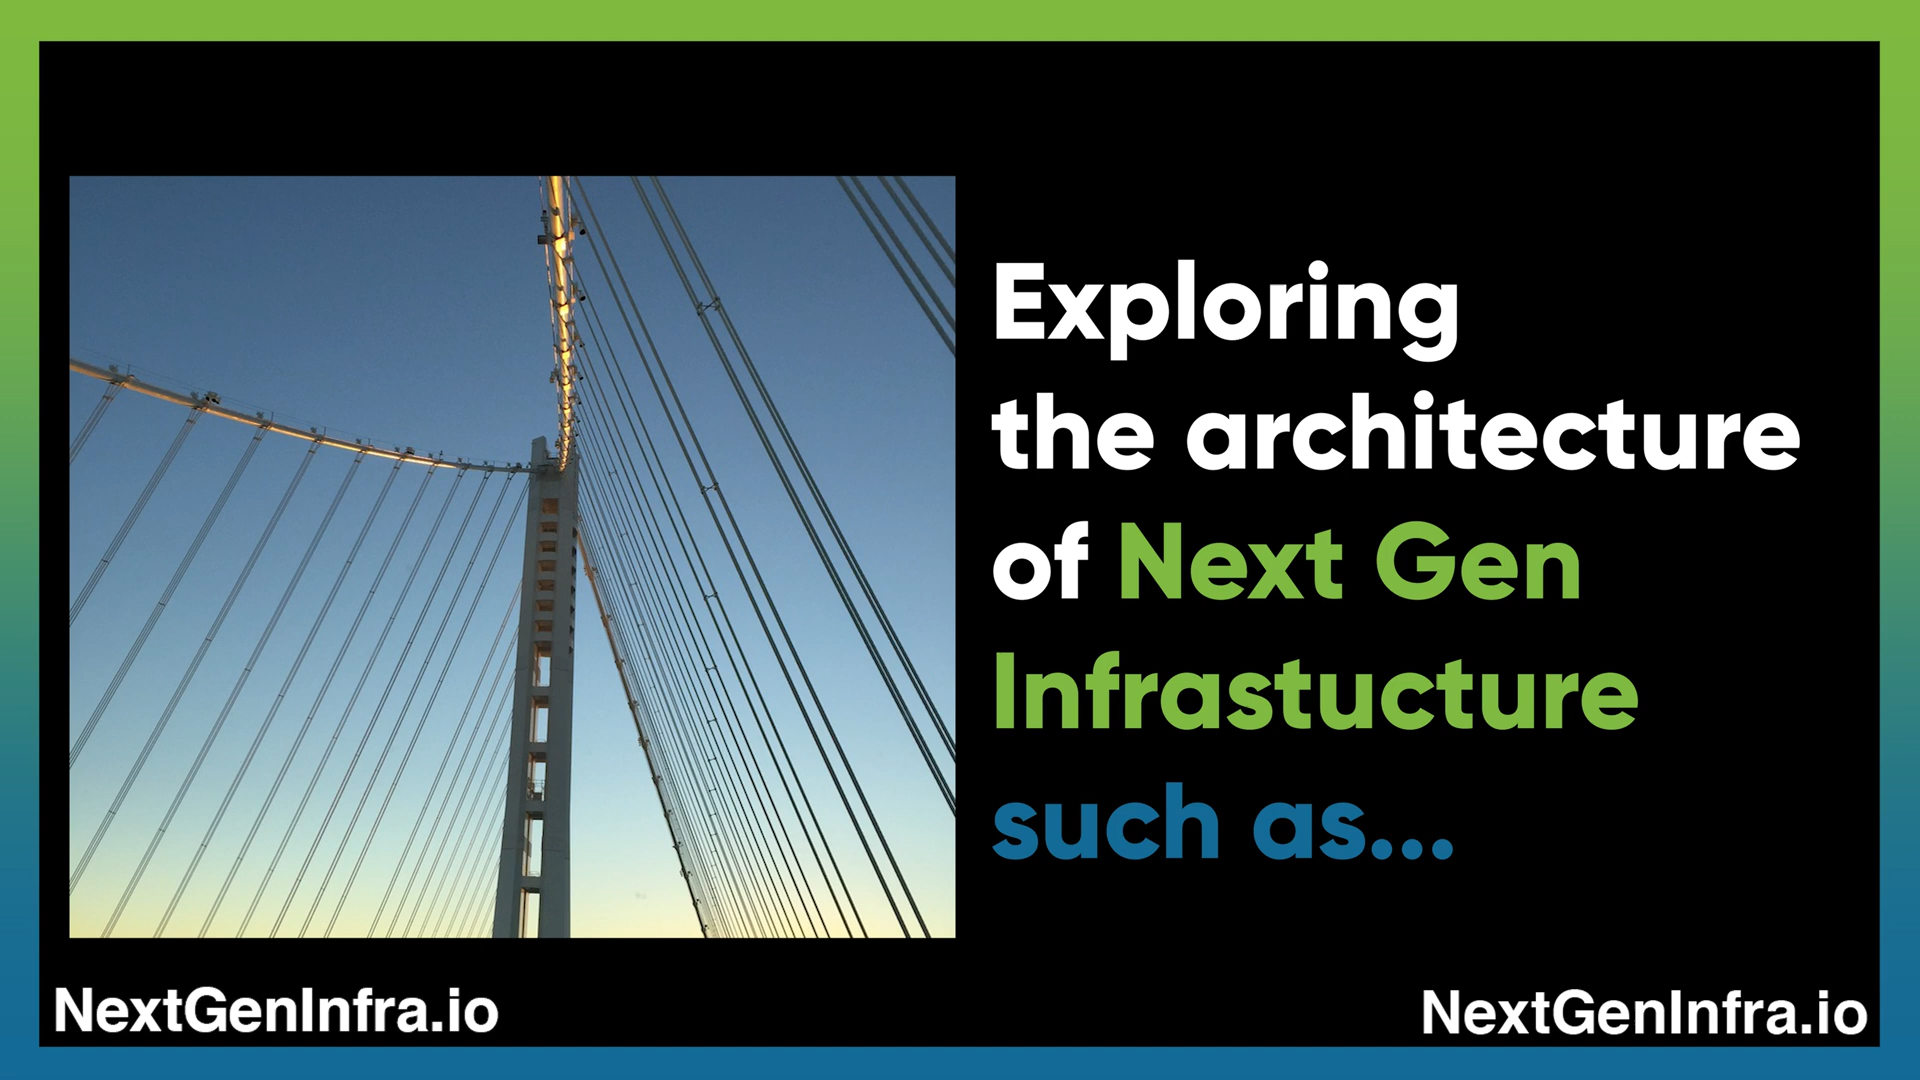 Exploring
the architecture
of Next Gen
Infrastucture
such as...
NextGenInfra.io
NextGenInfra.io